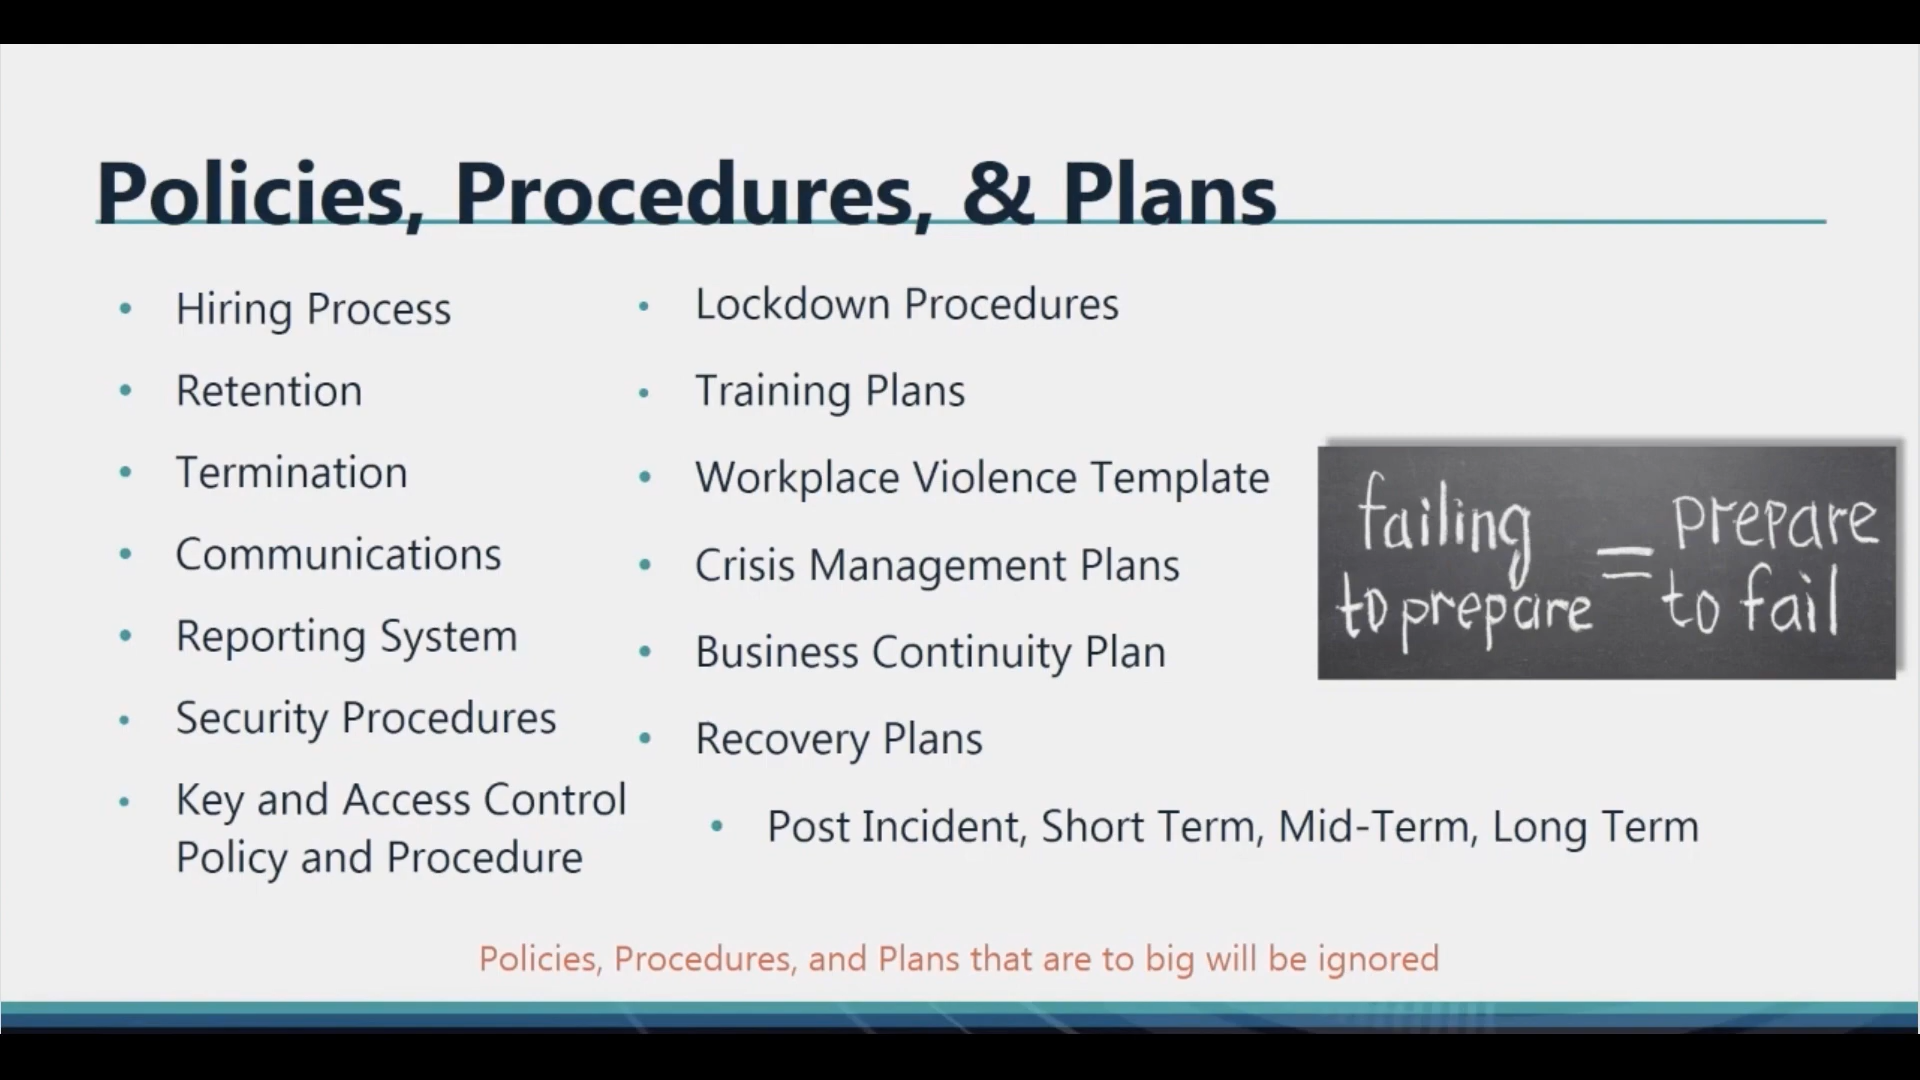 Policies, Procedures, & Plans
Hiring Process
Retention
Termination
Communications
Reporting System
Security Procedures
Key and Access Control
Policy and Procedure
Lockdown Procedures
Training Plans
Workplace Violence Template
Crisis Management Plans
Business Continuity Plan
Recovery Plans
Post Incident, Short Term, Mid-Term, Long Term
failing
to prepare
=
prepare
to fail
Policies, Procedures, and Plans that are to big will be ignored